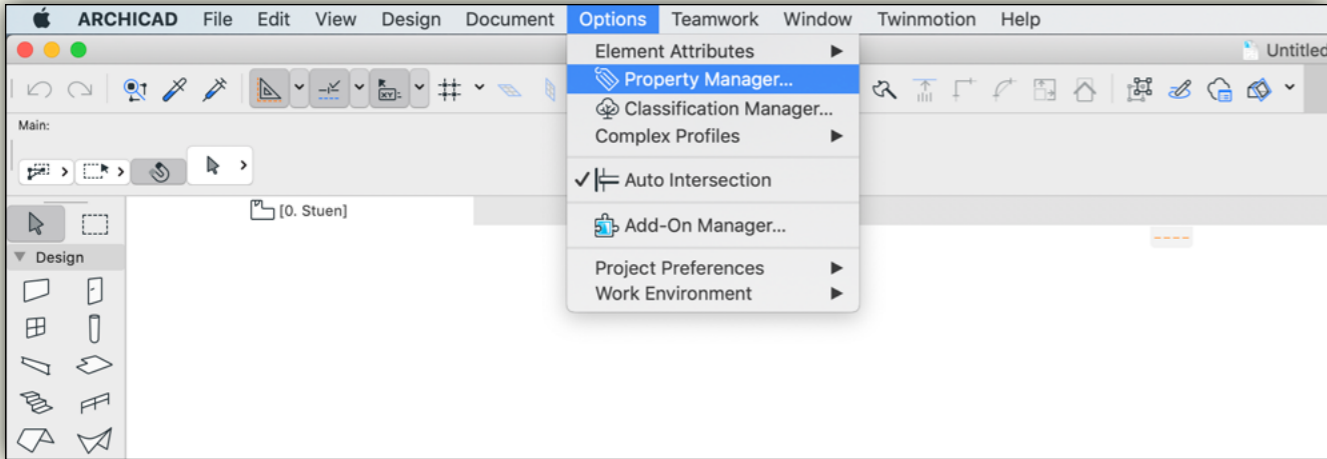 ARCHICAD File Edit View Design Document Options Teamwork Window Twinmotion Help
Untitled
Element Attributes
Property Manager...
Classification Manager...
Complex Profiles
Auto Intersection
Add-On Manager...
Project Preferences
Work Environment
Main:
[0. Stuen]
Design